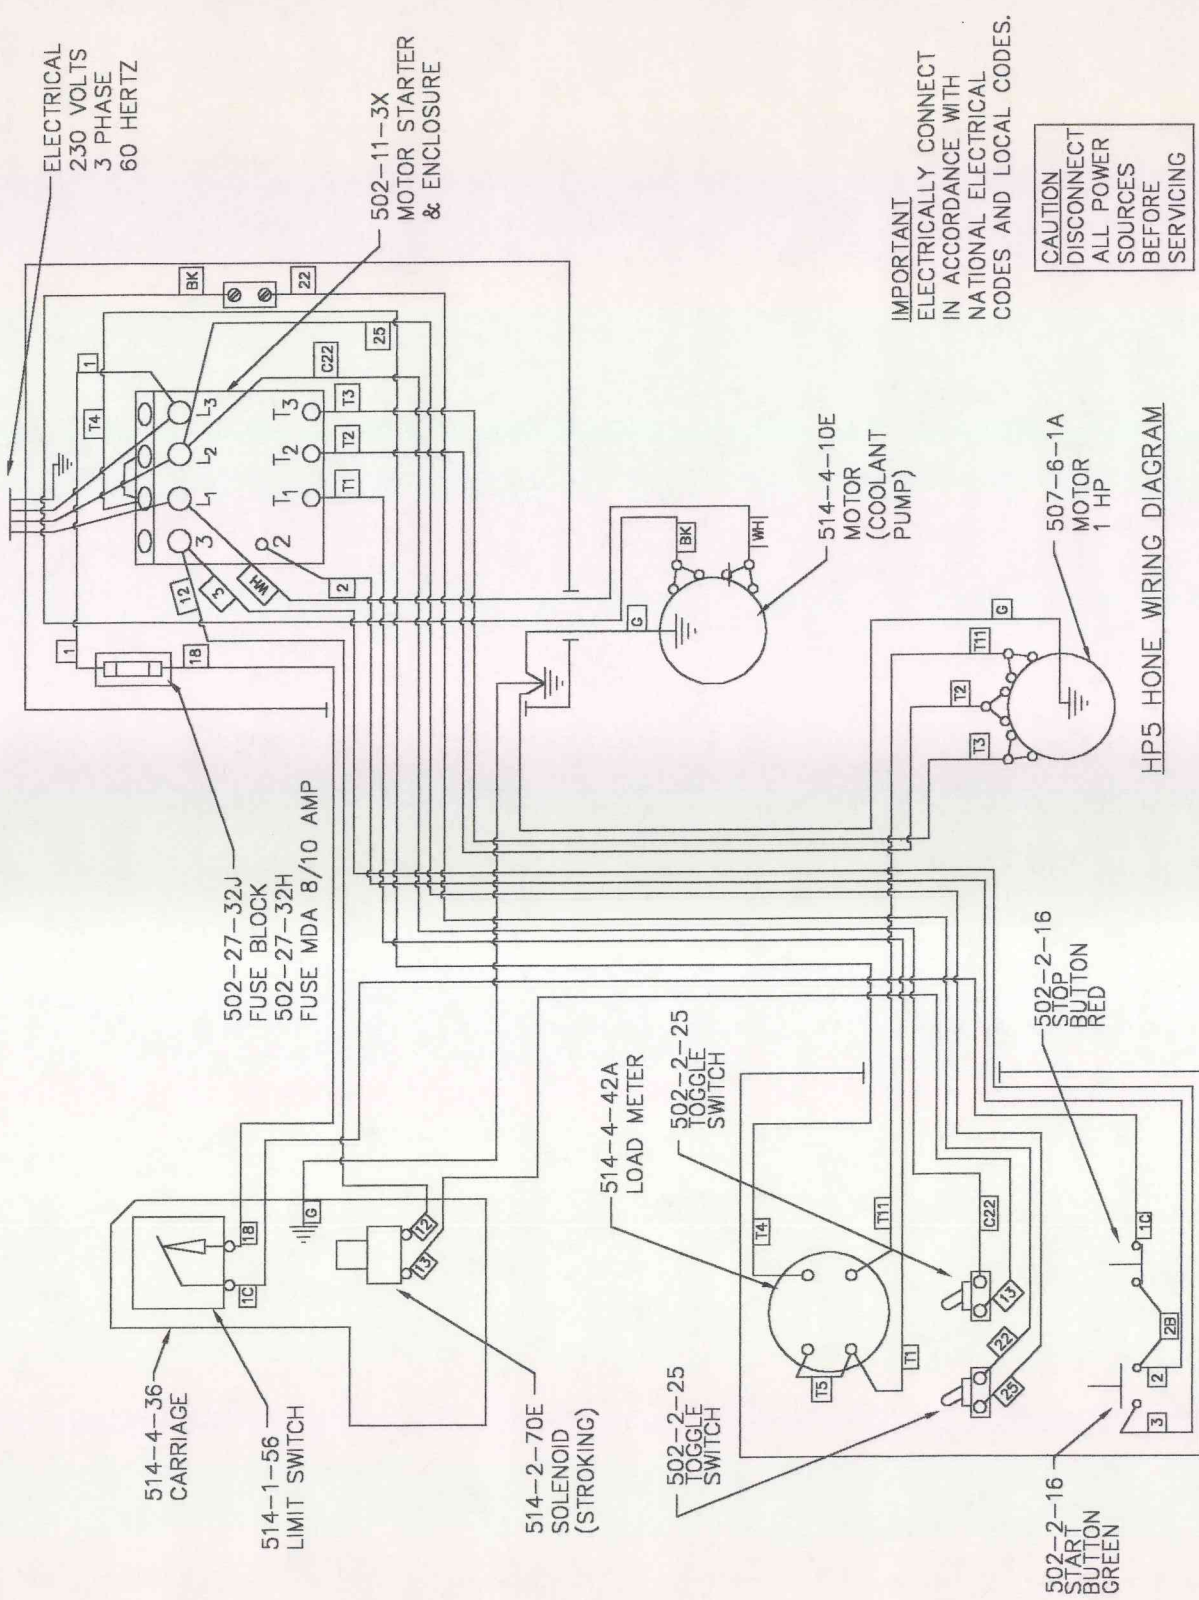 514-4-36
CARRIAGE
514-1-56
LIMIT SWITCH
1C
18
G
12
13
514-2-70E
SOLENOID
(STROKING)
502-27-32J
FUSE BLOCK
502-27-32H
FUSE MDA 8/10 AMP
1
18
1
T4
12
3
WH
2
3
L1
L2
L3
2
T1
T2
T3
T1
T2
T3
C22
25
BK
22
ELECTRICAL
230 VOLTS
3 PHASE
60 HERTZ
502-11-3X
MOTOR STARTER
& ENCLOSURE
514-4-42A
LOAD METER
502-2-25
TOGGLE
SWITCH
502-2-25
TOGGLE
SWITCH
T4
T11
T5
T1
C22
13
22
25
1C
2B
2
3
502-2-16
START
BUTTON
GREEN
502-2-16
STOP
BUTTON
RED
G
BK
WH
514-4-10E
MOTOR
(COOLANT
PUMP)
T3
T2
T11
G
507-6-1A
MOTOR
1 HP
HP5 HONE WIRING DIAGRAM
IMPORTANT
ELECTRICALLY CONNECT
IN ACCORDANCE WITH
NATIONAL ELECTRICAL
CODES AND LOCAL CODES.
CAUTION
DISCONNECT
ALL POWER
SOURCES
BEFORE
SERVICING